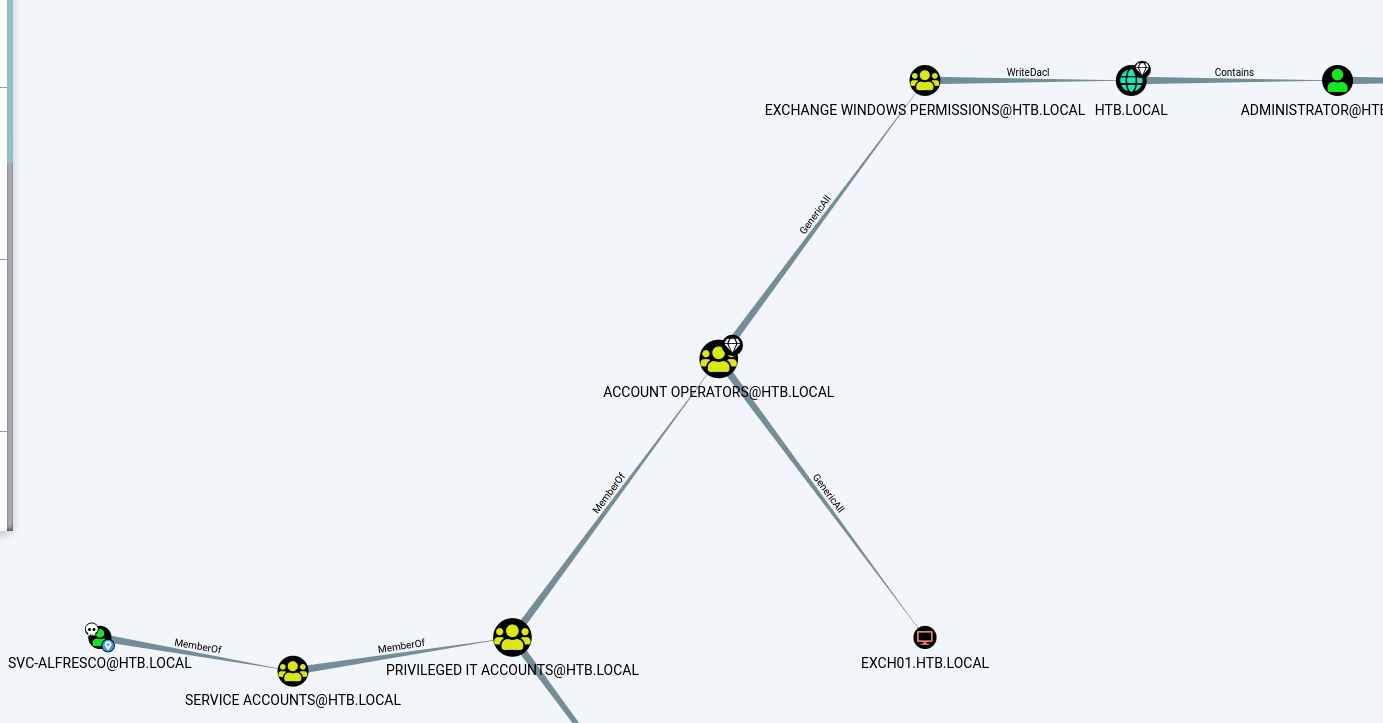 WriteDacl
Contains
EXCHANGE WINDOWS PERMISSIONS@HTB.LOCAL
HTB.LOCAL
ADMINISTRATOR@HTB
GenericAll
ACCOUNT OPERATORS@HTB.LOCAL
MemberOf
GenericAll
MemberOf
MemberOf
SVC-ALFRESCO@HTB.LOCAL
SERVICE ACCOUNTS@HTB.LOCAL
PRIVILEGED IT ACCOUNTS@HTB.LOCAL
EXCH01.HTB.LOCAL